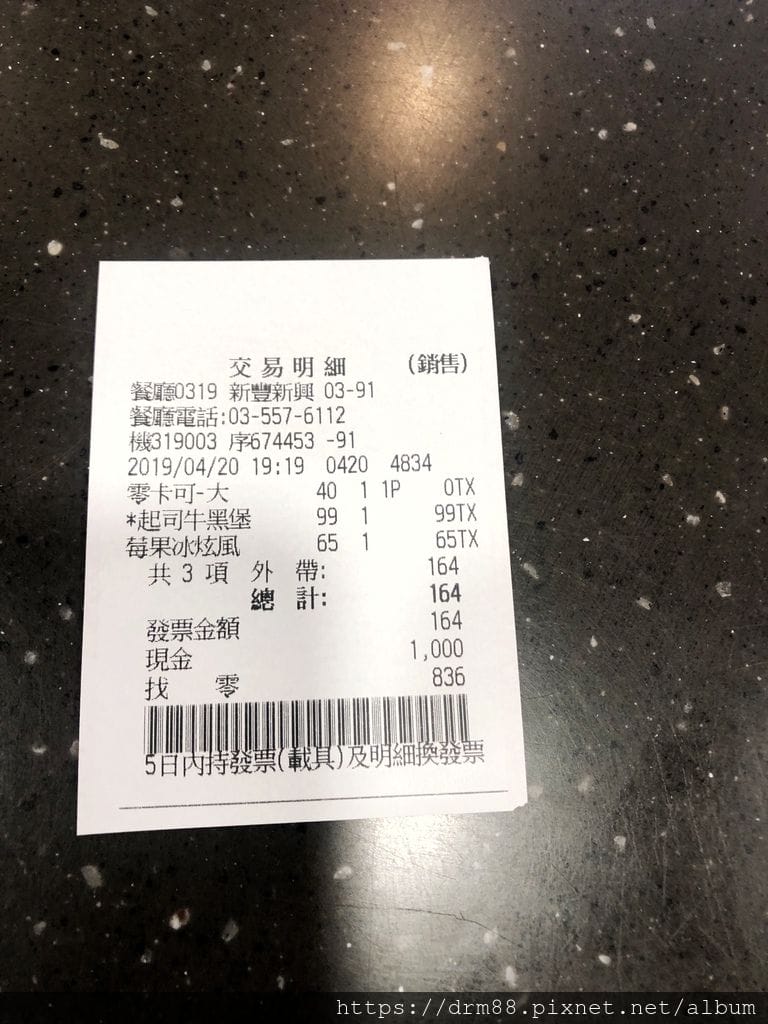 交易明細 (銷售)
餐廳0319 新豐新興 03-91
餐廳電話:03-557-6112
機319003 序674453 -91
2019/04/20 19:19 0420 4834
零卡可-大 40 1 1P 0TX
*起司牛黑堡 99 1 99TX
莓果冰炫風 65 1 65TX
共 3 項 外 帶: 164
總 計: 164
發票金額 164
現金 1,000
找 零 836
5日內持發票(載具)及明細換發票
https://drm88.pixnet.net/album